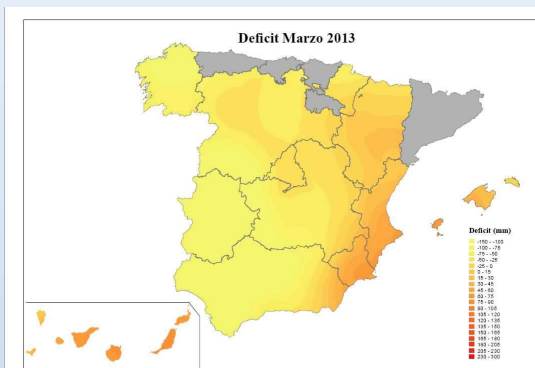 Deficit Marzo 2013
Deficit (mm)
-150 - -100
-100 - -75
-75 - -50
-50 - -25
-25 - 0
0 - 15
15 - 30
30 - 45
45 - 60
60 - 75
75 - 90
90 - 105
105 - 120
120 - 135
135 - 150
150 - 165
165 - 180
180 - 205
205 - 230
230 - 300